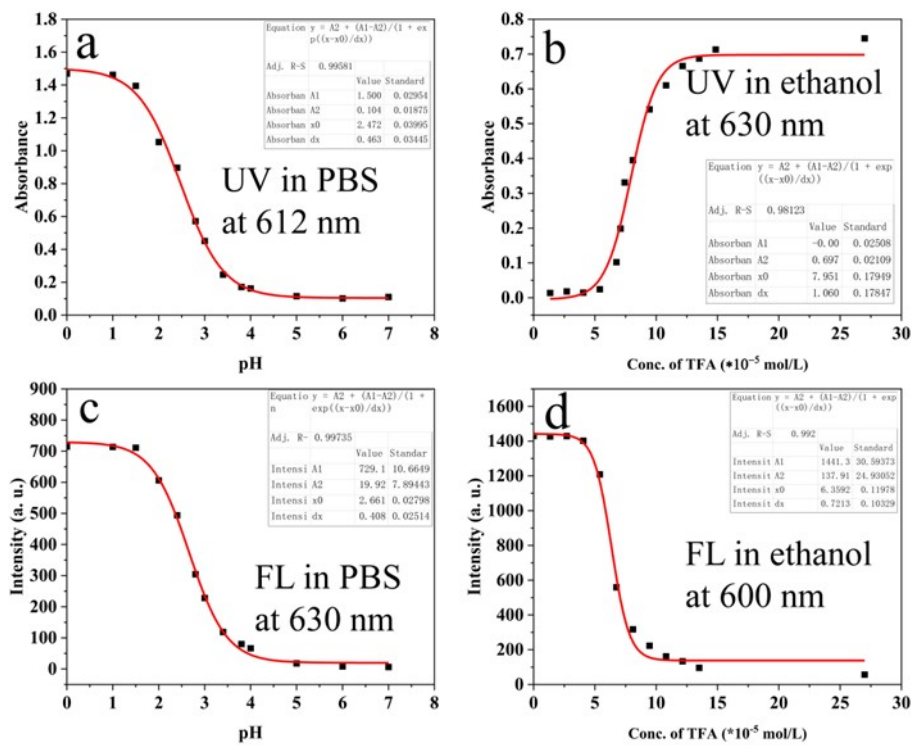 a
Equation y = A2 + (A1-A2)/(1 + ex
p((x-x0)/dx))
Adj. R-S 0.99581
Value Standard
Absorban A1 1.500 0.02954
Absorban A2 0.104 0.01875
Absorban x0 2.472 0.03995
Absorban dx 0.463 0.03445
UV in PBS
at 612 nm
Absorbance
1.8
1.6
1.4
1.2
1.0
0.8
0.6
0.4
0.2
0.0
0 1 2 3 4 5 6 7 8
pH
b
UV in ethanol
at 630 nm
Equation y = A2 + (A1-A2)/(1 + exp
((x-x0)/dx))
Adj. R-S 0.98123
Value Standard
Absorban A1 -0.00 0.02508
Absorban A2 0.697 0.02109
Absorban x0 7.951 0.17949
Absorban dx 1.060 0.17847
Absorbance
0.8
0.7
0.6
0.5
0.4
0.3
0.2
0.1
0.0
0 5 10 15 20 25 30
Conc. of TFA (*10-5 mol/L)
c
Equatio y = A2 + (A1-A2)/(1 +
n exp((x-x0)/dx))
Adj. R- 0.99735
Value Standar
Intensi A1 729.1 10.6649
Intensi A2 19.92 7.89443
Intensi x0 2.661 0.02798
Intensi dx 0.408 0.02514
FL in PBS
at 630 nm
Intensity (a. u.)
900
800
700
600
500
400
300
200
100
0
0 1 2 3 4 5 6 7 8
pH
d
Equation y = A2 + (A1-A2)/(1 + exp
((x-x0)/dx))
Adj. R-S 0.992
Value Standard
Intensit A1 1441.3 30.59373
Intensit A2 137.91 24.93052
Intensit x0 6.3592 0.11978
Intensit dx 0.7213 0.10329
FL in ethanol
at 600 nm
Intensity (a. u.)
1600
1400
1200
1000
800
600
400
200
0
0 5 10 15 20 25 30
Conc. of TFA (*10-5 mol/L)